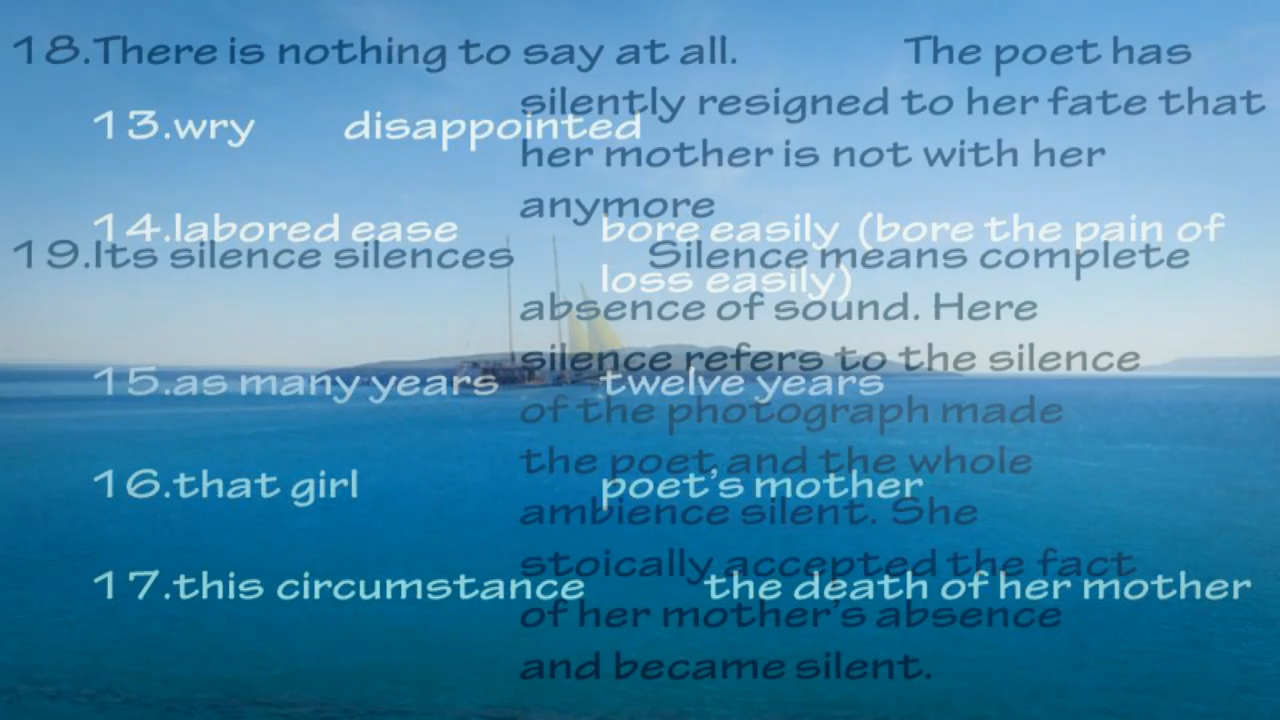 18.There is nothing to say at all. The poet has
silently resigned to her fate that
her mother is not with her
anymore
19.Its silence silences Silence means complete
absence of sound. Here
silence refers to the silence
of the photograph made
the poet and the whole
ambience silent. She
stoically accepted the fact
of her mother's absence
and became silent.
13.wry disappointed
14.labored ease bore easily (bore the pain of
loss easily)
15.as many years twelve years
16.that girl poet's mother
17.this circumstance the death of her mother